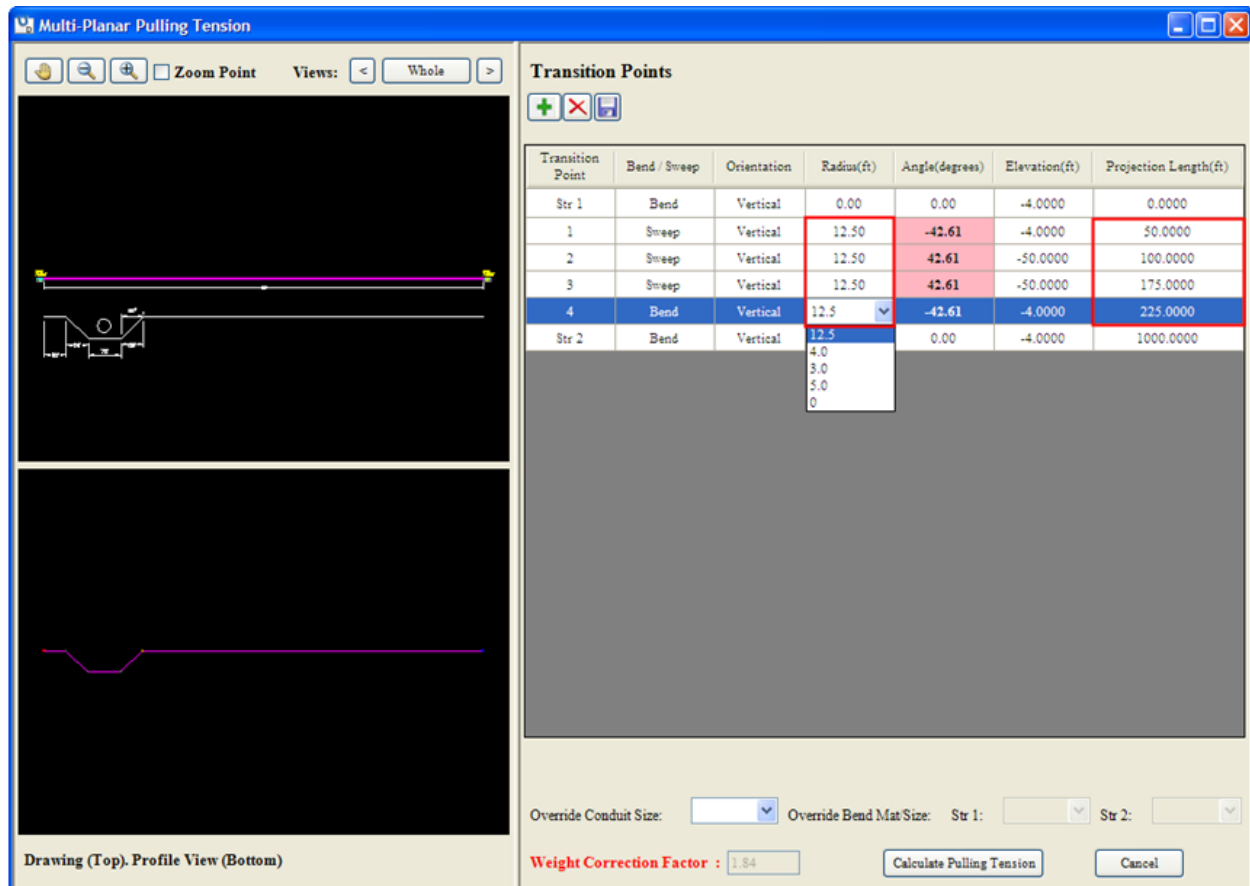 Multi-Planar Pulling Tension
Zoom Point Views: < Whole >
Transition Points
Transition Point Bend / Sweep Orientation Radius(ft) Angle(degrees) Elevation(ft) Projection Length(ft)
Str 1 Bend Vertical 0.00 0.00 -4.0000 0.0000
1 Sweep Vertical 12.50 -42.61 -4.0000 50.0000
2 Sweep Vertical 12.50 42.61 -50.0000 100.0000
3 Sweep Vertical 12.50 42.61 -50.0000 175.0000
4 Bend Vertical 12.5 -42.61 -4.0000 225.0000
Str 2 Bend Vertical 0.00 -4.0000 1000.0000
12.5
4.0
3.0
5.0
0
Override Conduit Size: Override Bend Mat/Size: Str 1: Str 2:
Drawing (Top). Profile View (Bottom)
Weight Correction Factor : 1.84 Calculate Pulling Tension Cancel